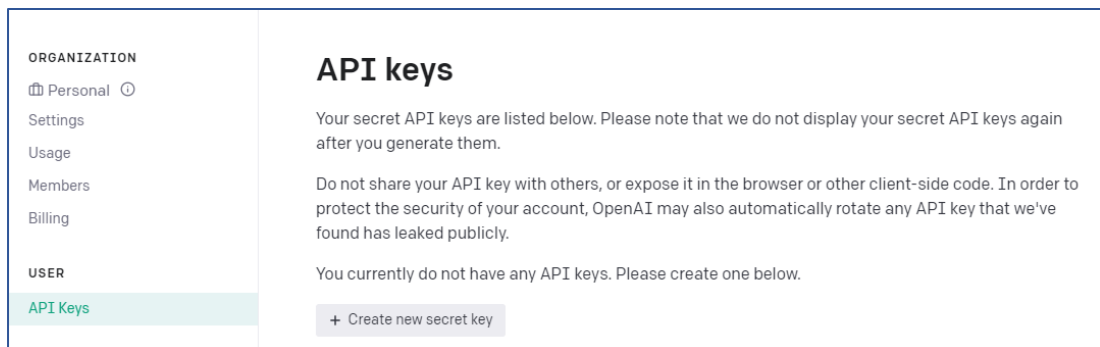 ORGANIZATION
Personal
Settings
Usage
Members
Billing
USER
API Keys
API keys
Your secret API keys are listed below. Please note that we do not display your secret API keys again
after you generate them.
Do not share your API key with others, or expose it in the browser or other client-side code. In order to
protect the security of your account, OpenAI may also automatically rotate any API key that we've
found has leaked publicly.
You currently do not have any API keys. Please create one below.
+ Create new secret key